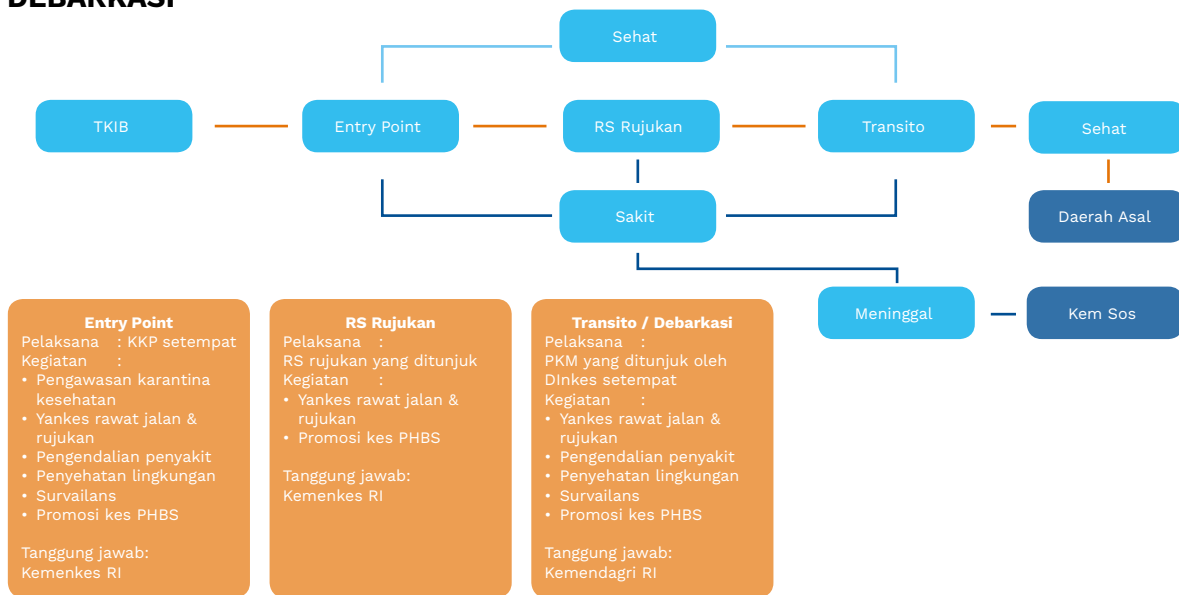 DEBARKASI
Sehat
TKIB
Entry Point
RS Rujukan
Transito
Sehat
Sakit
Daerah Asal
Meninggal
Kem Sos
Entry Point
Pelaksana : KKP setempat
Kegiatan :
• Pengawasan karantina
kesehatan
• Yankes rawat jalan &
rujukan
• Pengendalian penyakit
• Penyehatan lingkungan
• Survailans
• Promosi kes PHBS
Tanggung jawab:
Kemenkes RI
RS Rujukan
Pelaksana :
RS rujukan yang ditunjuk
Kegiatan :
• Yankes rawat jalan &
rujukan
• Promosi kes PHBS
Tanggung jawab:
Kemenkes RI
Transito / Debarkasi
Pelaksana :
PKM yang ditunjuk oleh
DInkes setempat
Kegiatan :
• Yankes rawat jalan &
rujukan
• Pengendalian penyakit
• Penyehatan lingkungan
• Survailans
• Promosi kes PHBS
Tanggung jawab:
Kemendagri RI